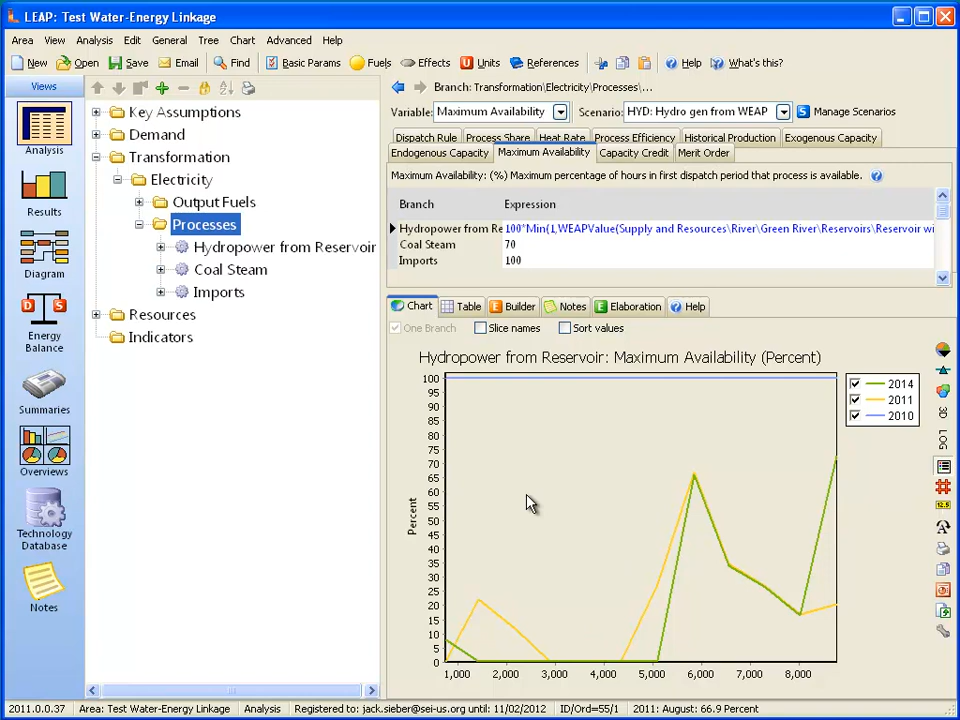 LEAP: Test Water-Energy Linkage
Area View Analysis Edit General Tree Chart Advanced Help
New Open Save Email Find Basic Params Fuels Effects Units References Help What's this?
Views
Analysis
Results
Diagram
Energy
Balance
Summaries
Overviews
Technology
Database
Notes
Key Assumptions
Demand
Transformation
Electricity
Output Fuels
Processes
Hydropower from Reservoir
Coal Steam
Imports
Resources
Indicators
Branch: Transformation\Electricity\Processes\...
Variable: Maximum Availability Scenario: HYD: Hydro gen from WEAP Manage Scenarios
Dispatch Rule Process Share Heat Rate Process Efficiency Historical Production Exogenous Capacity
Endogenous Capacity Maximum Availability Capacity Credit Merit Order
Maximum Availability: (%) Maximum percentage of hours in first dispatch period that process is available.
Branch Expression
Hydropower from Re 100*Min(1,WEAPValue(Supply and Resources\River\Green River\Reservoirs\Reservoir wi
Coal Steam 70
Imports 100
Chart Table Builder Notes Elaboration Help
One Branch Slice names Sort values
Hydropower from Reservoir: Maximum Availability (Percent)
100
95
90
85
80
75
70
65
60
55
50
45
40
35
30
25
20
15
10
5
0
Percent
1,000 2,000 3,000 4,000 5,000 6,000 7,000 8,000
2014
2011
2010
3D
LOG
12.5
2011.0.0.37 Area: Test Water-Energy Linkage Analysis Registered to: jack.sieber@sei-us.org until: 11/02/2012 ID/Ord=55/1 2011: August: 66.9 Percent